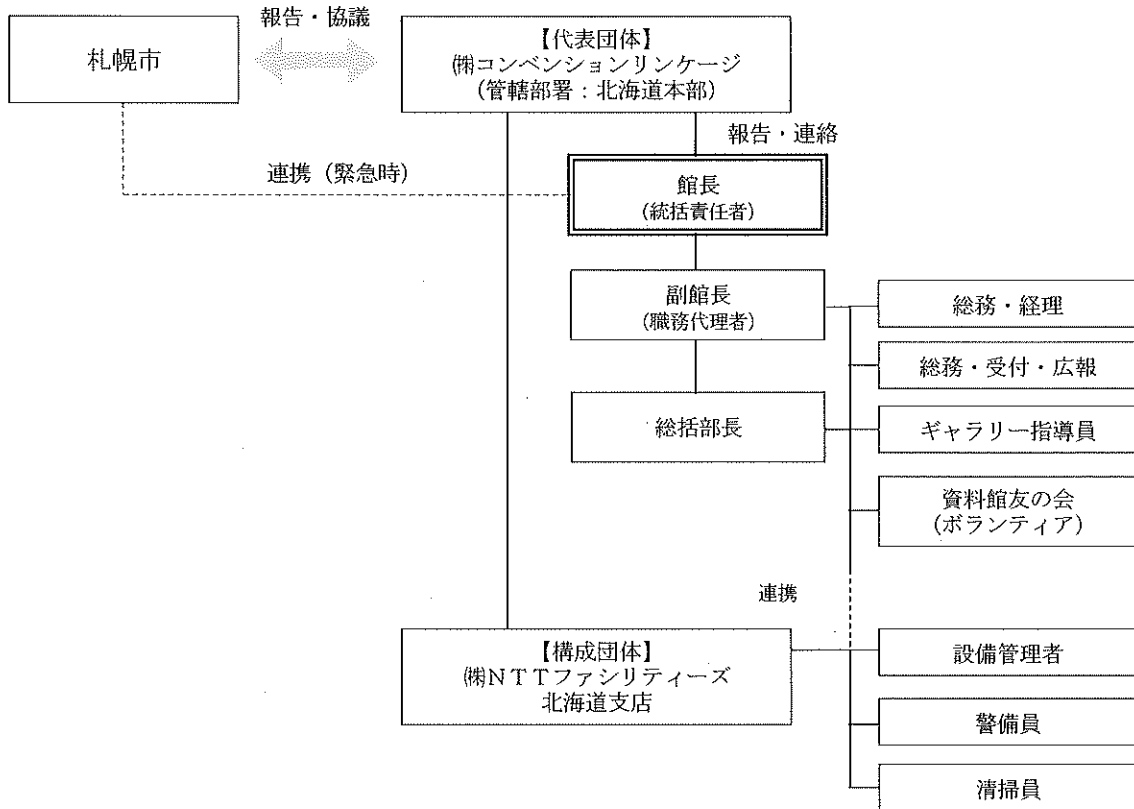 報告・協議
札幌市
【代表団体】
㈱コンベンションリンケージ
(管轄部署：北海道本部)
報告・連絡
連携（緊急時）
館長
(統括責任者)
副館長
(職務代理者)
総務・経理
総務・受付・広報
総括部長
ギャラリー指導員
資料館友の会
(ボランティア)
連携
【構成団体】
㈱ＮＴＴファシリティーズ
北海道支店
設備管理者
警備員
清掃員